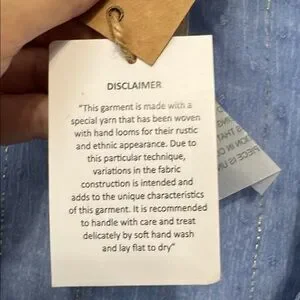 DISCLAIMER
"This garment is made with a
special yarn that has been woven
with hand looms for their rustic
and ethnic appearance. Due to
this particular technique,
variations in the fabric
construction is intended and
adds to the unique characteristics
of this garment. It is recommended
to handle with care and treat
delicately by soft hand wash
and lay flat to dry"